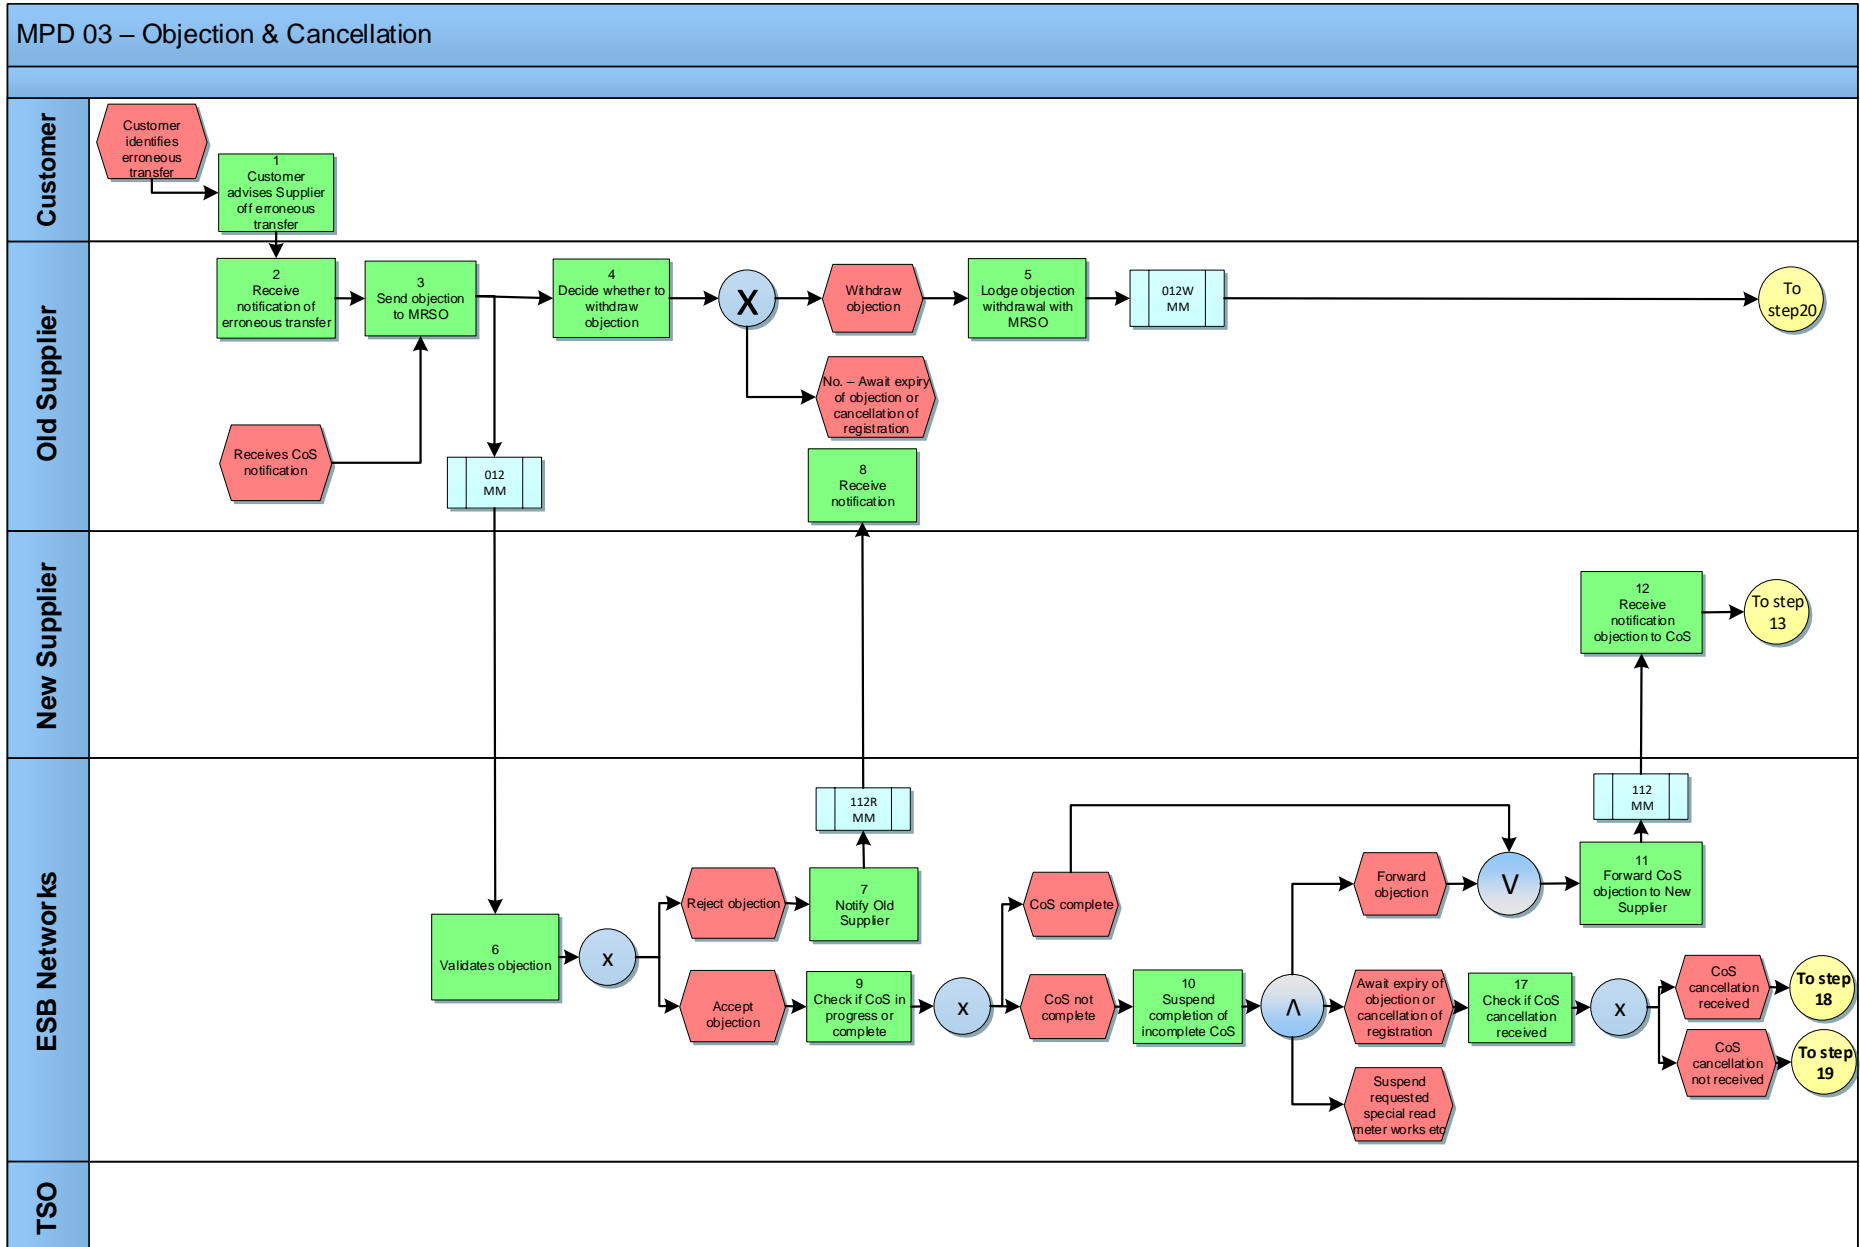 MPD 03 – Objection & Cancellation
Customer
Customer
identifies
erroneous
transfer
1
Customer
advises Supplier
off erroneous
transfer
Old Supplier
2
Receive
notification of
erroneous transfer
3
Send objection
to MRSO
4
Decide whether to
withdraw
objection
X
Withdraw
objection
5
Lodge objection
withdrawal with
MRSO
012W
MM
To
step20
No. – Await expiry
of objection or
cancellation of
registration
Receives CoS
notification
012
MM
8
Receive
notification
New Supplier
12
Receive
notification
objection to CoS
To step
13
ESB Networks
112R
MM
112
MM
6
Validates objection
x
Reject objection
7
Notify Old
Supplier
Accept
objection
9
Check if CoS in
progress or
complete
x
CoS complete
CoS not
complete
10
Suspend
completion of
incomplete CoS
Λ
Forward
objection
V
11
Forward CoS
objection to New
Supplier
Await expiry of
objection or
cancellation of
registration
17
Check if CoS
cancellation
received
x
CoS
cancellation
received
To step
18
CoS
cancellation
not received
To step
19
Suspend
requested
special read
meter works etc
TSO